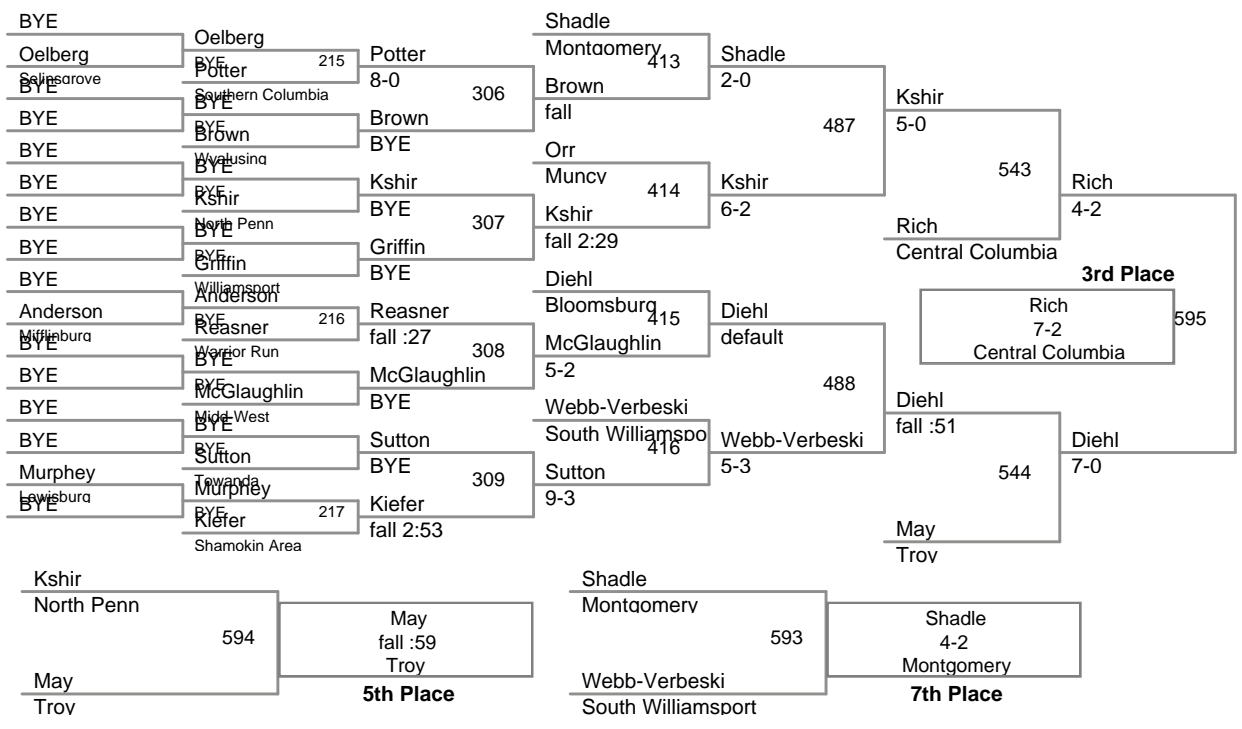 BYE
Oelberg
Selinsgrove
BYE
BYE
BYE
BYE
BYE
BYE
BYE
Anderson
Mifflinburg
BYE
BYE
BYE
BYE
Murphey
Lewisburg
BYE
Oelberg
BYE 215
Potter
Southern Columbia
BYE
BYE
Brown
Wyalusing
BYE
BYE
Kshir
North Penn
BYE
BYE
Griffin
Williamsport
Anderson
BYE 216
Reasner
Warrior Run
BYE
BYE
McGlaughlin
Midd-West
BYE
BYE
Sutton
Towanda
Murphey
BYE 217
Kiefer
Shamokin Area
Potter
8-0
306
Brown
BYE
Kshir
BYE
307
Griffin
BYE
Reasner
fall :27
308
McGlaughlin
BYE
Sutton
BYE
309
Kiefer
fall 2:53
Shadle
Montgomery
413
Brown
fall
Orr
Muncy
414
Kshir
fall 2:29
Diehl
Bloomsburg
415
McGlaughlin
5-2
Webb-Verbeski
South Williamspo
416
Sutton
9-3
Shadle
2-0
487
Kshir
6-2
Diehl
default
488
Webb-Verbeski
5-3
Kshir
5-0
543
Rich
Central Columbia
Diehl
fall :51
544
May
Troy
Rich
4-2
3rd Place
Rich
7-2
Central Columbia
595
Diehl
7-0
Kshir
North Penn
594
May
Troy
May
fall :59
Troy
5th Place
Shadle
Montgomery
593
Webb-Verbeski
South Williamsport
Shadle
4-2
Montgomery
7th Place